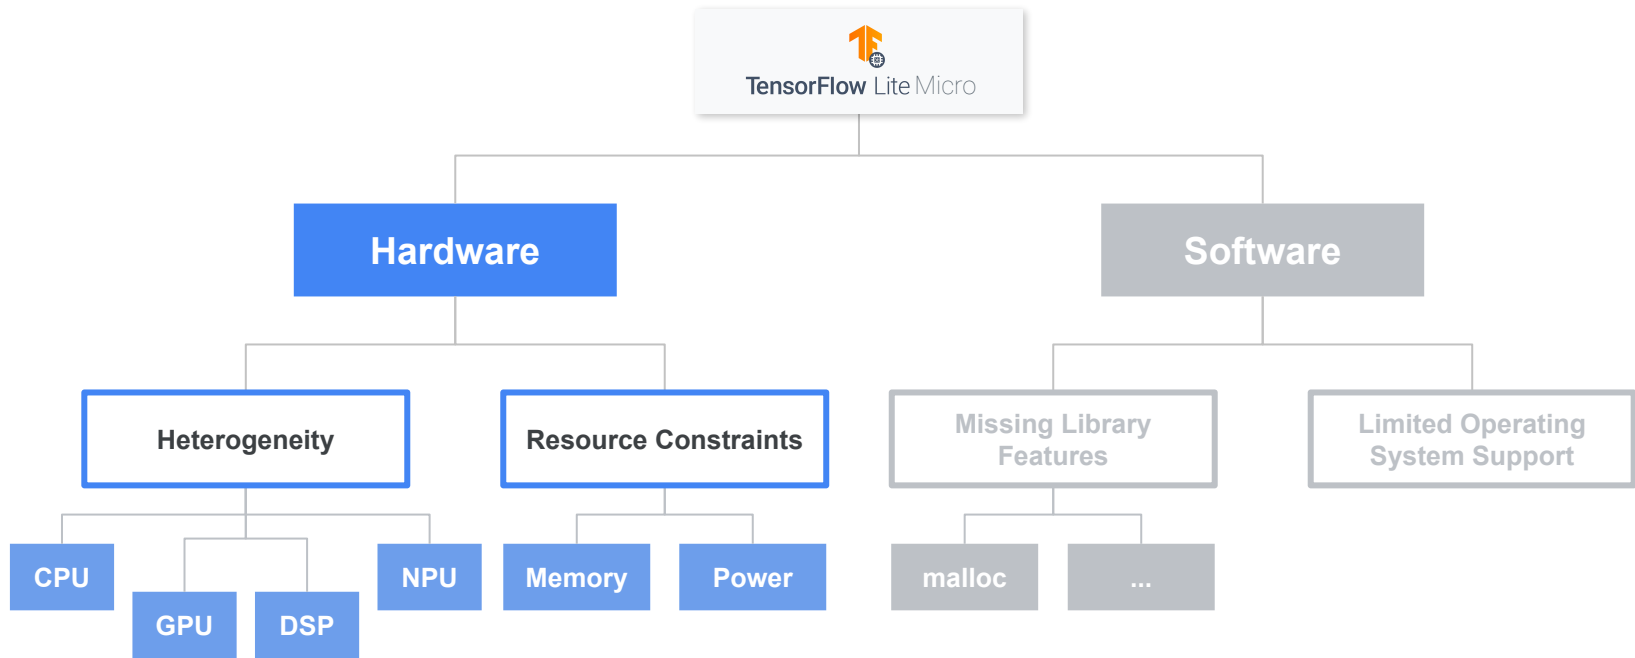 TensorFlow Lite Micro
Hardware
Software
Heterogeneity
Resource Constraints
Missing Library
Features
Limited Operating
System Support
CPU
GPU
DSP
NPU
Memory
Power
malloc
...